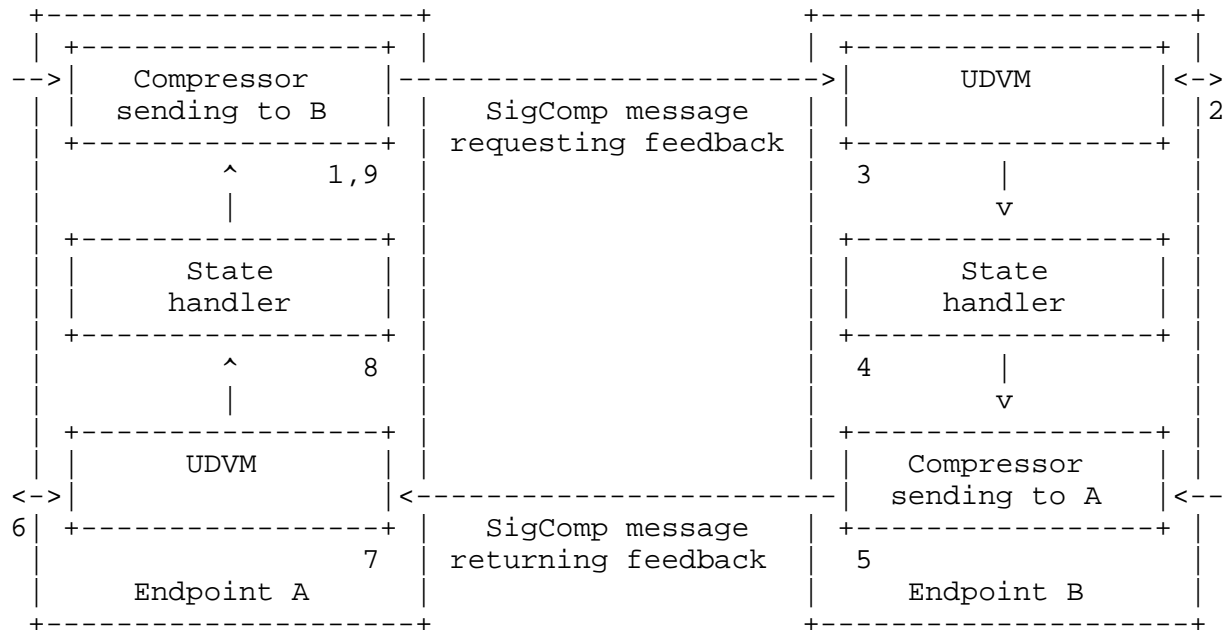 Compressor UDVM
sending to B SigComp message 2
requesting feedback
1,9 3
State State
handler handler
8 4
UDVM Compressor
sending to A
6 SigComp message
7 returning feedback 5
Endpoint A Endpoint B